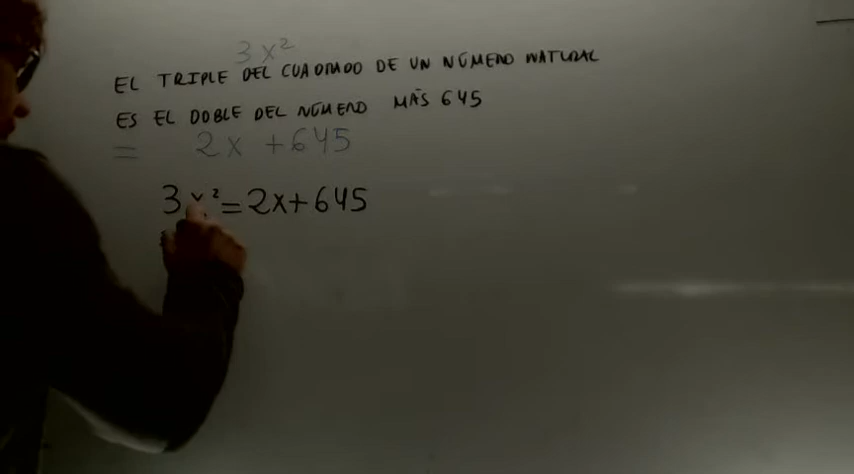 3x²
EL TRIPLE DEL CUADRADO DE UN NÚMERO NATURAL
ES EL DOBLE DEL NÚMERO MÁS 645
= 2x + 645
3x² = 2x + 645